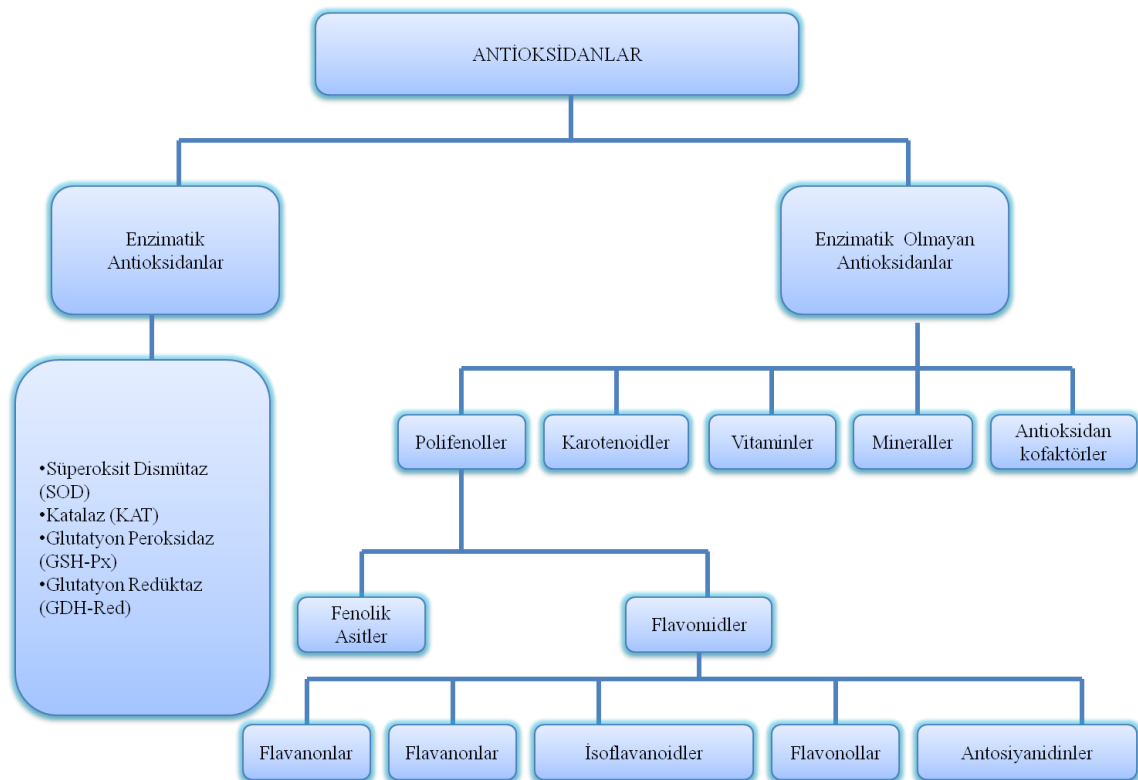 ANTİOKSİDANLAR
Enzimatik
Antioksidanlar
Enzimatik Olmayan
Antioksidanlar
•Süperoksit Dismütaz
(SOD)
•Katalaz (KAT)
•Glutatyon Peroksidaz
(GSH-Px)
•Glutatyon Redüktaz
(GDH-Red)
Polifenoller
Karotenoidler
Vitaminler
Mineraller
Antioksidan
kofaktörler
Fenolik
Asitler
Flavonıidler
Flavanonlar
Flavanonlar
İsoflavanoidler
Flavonollar
Antosiyanidinler